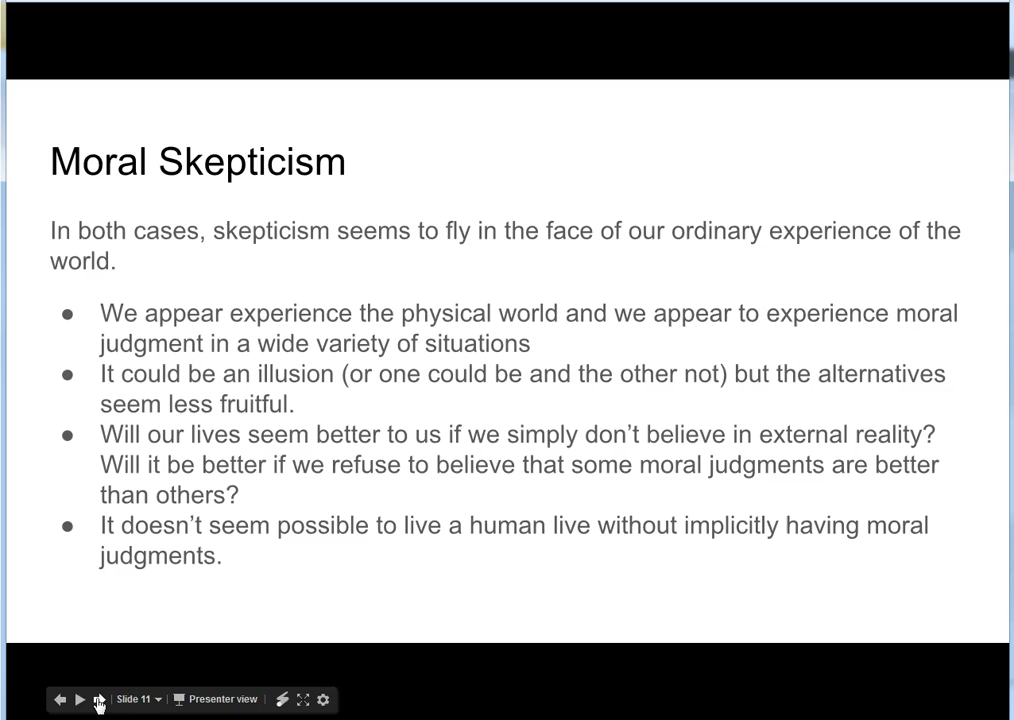 Moral Skepticism
In both cases, skepticism seems to fly in the face of our ordinary experience of the
world.
● We appear experience the physical world and we appear to experience moral
judgment in a wide variety of situations
● It could be an illusion (or one could be and the other not) but the alternatives
seem less fruitful.
● Will our lives seem better to us if we simply don’t believe in external reality?
Will it be better if we refuse to believe that some moral judgments are better
than others?
● It doesn’t seem possible to live a human live without implicitly having moral
judgments.
Slide 11 Presenter view